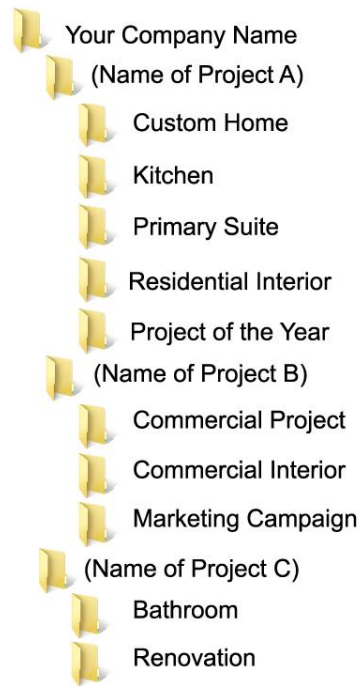 Your Company Name
(Name of Project A)
Custom Home
Kitchen
Primary Suite
Residential Interior
Project of the Year
(Name of Project B)
Commercial Project
Commercial Interior
Marketing Campaign
(Name of Project C)
Bathroom
Renovation